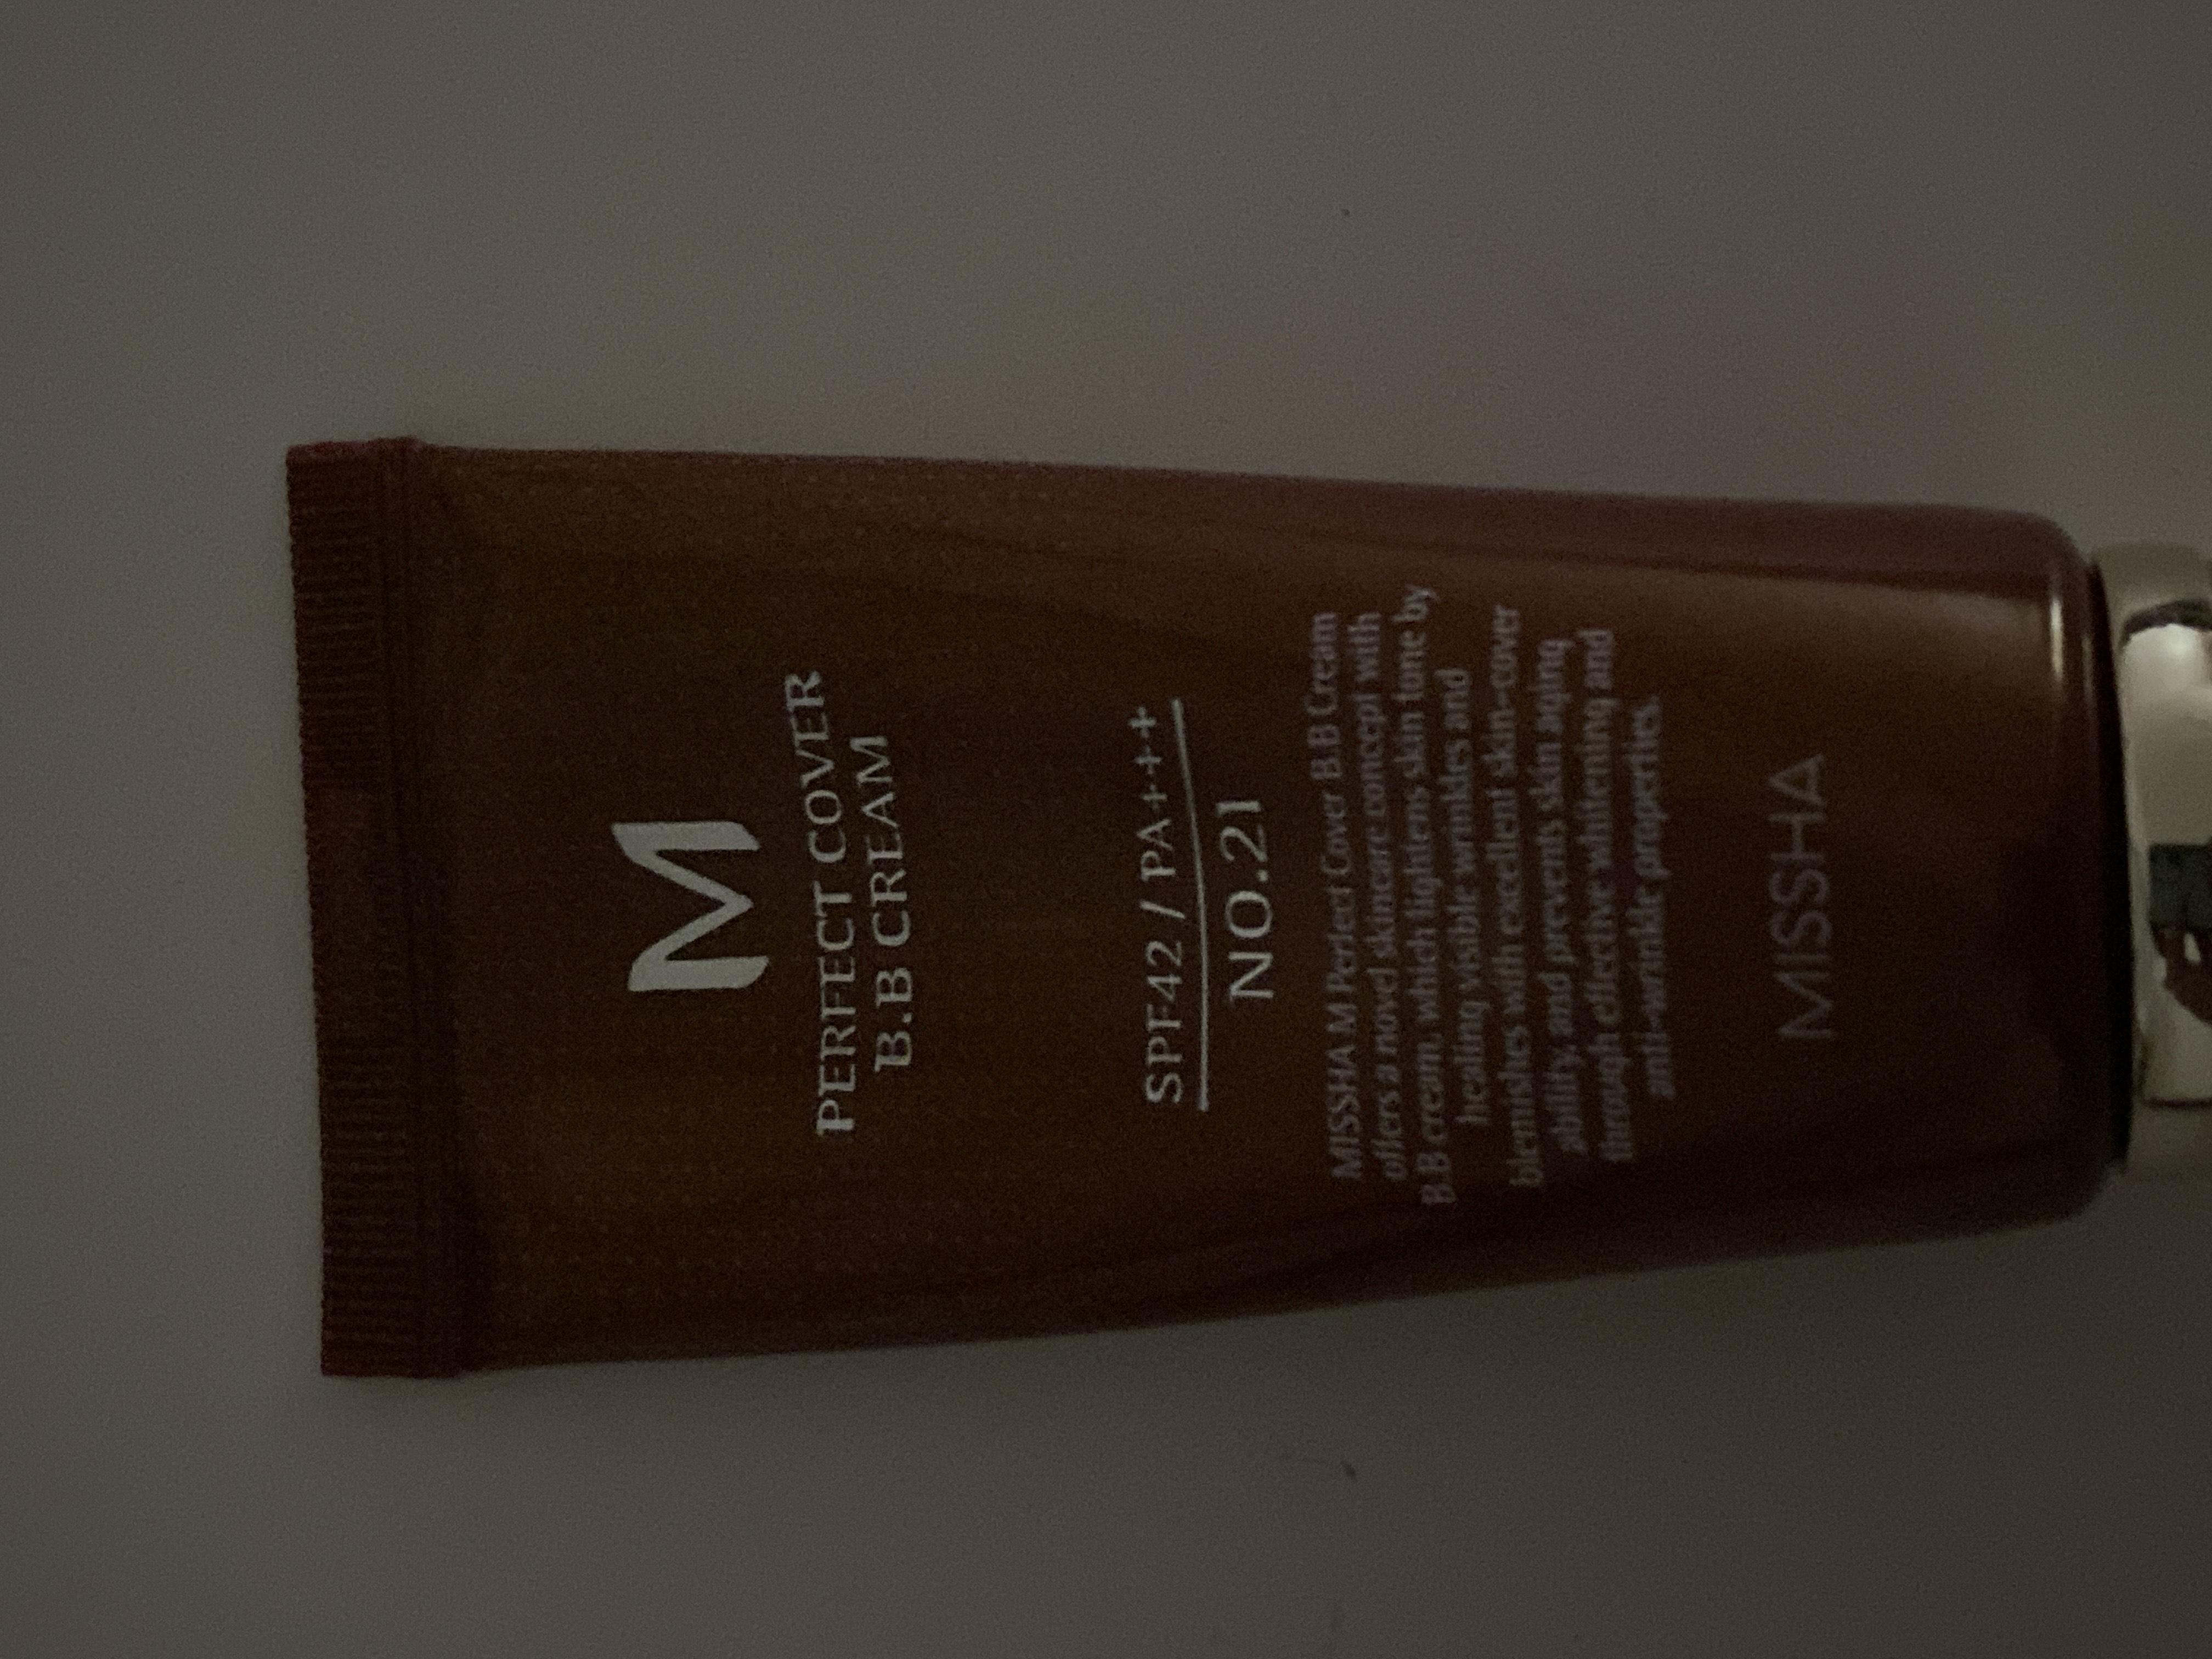 M
PERFECT COVER
B.B CREAM
SPF42 / PA+++
NO.21
MISSHA M Perfect Cover B.B Cream
offers a novel skincare concept with
B.B cream, which lightens skin tone by
healing visible wrinkles and
blemishes with excellent skin-cover
ability, and prevents skin aging
through effective whitening and
anti-wrinkle properties.
MISSHA